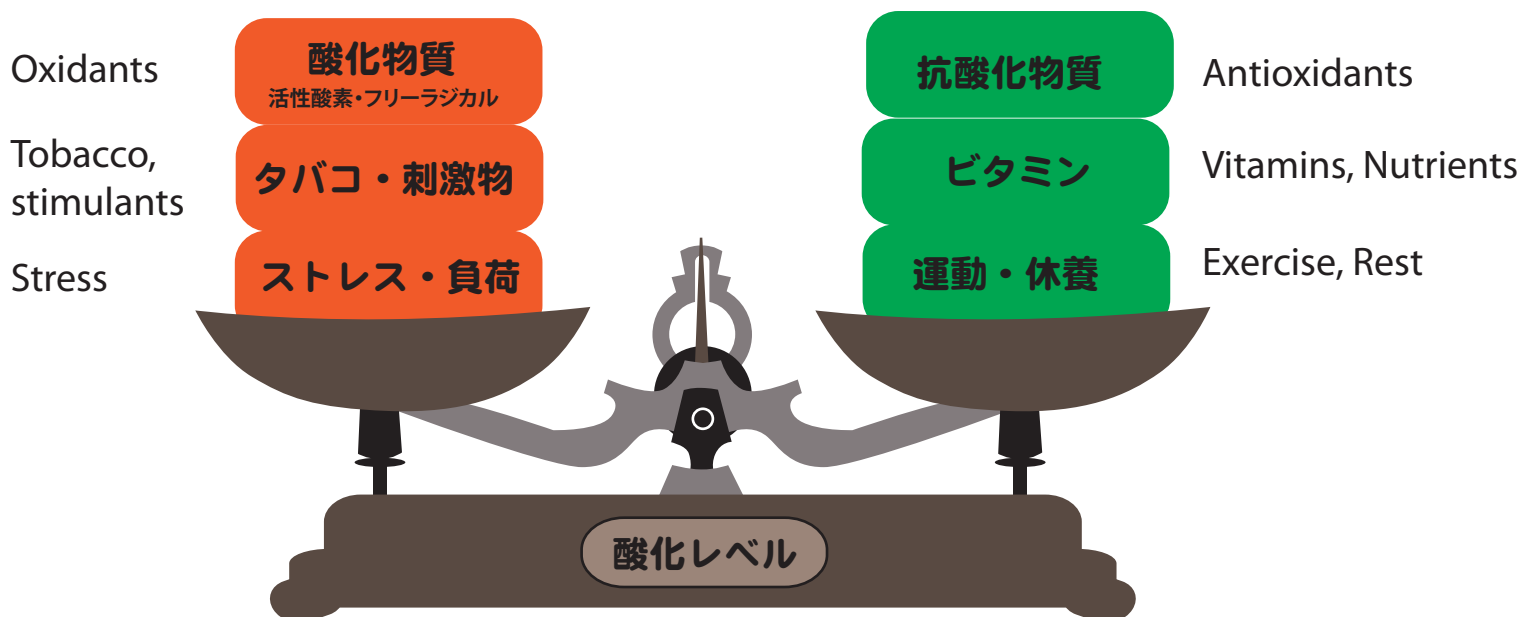 Oxidants
酸化物質
活性酸素・フリーラジカル
Tobacco,
stimulants
タバコ・刺激物
Stress
ストレス・負荷
抗酸化物質
Antioxidants
ビタミン
Vitamins, Nutrients
運動・休養
Exercise, Rest
酸化レベル